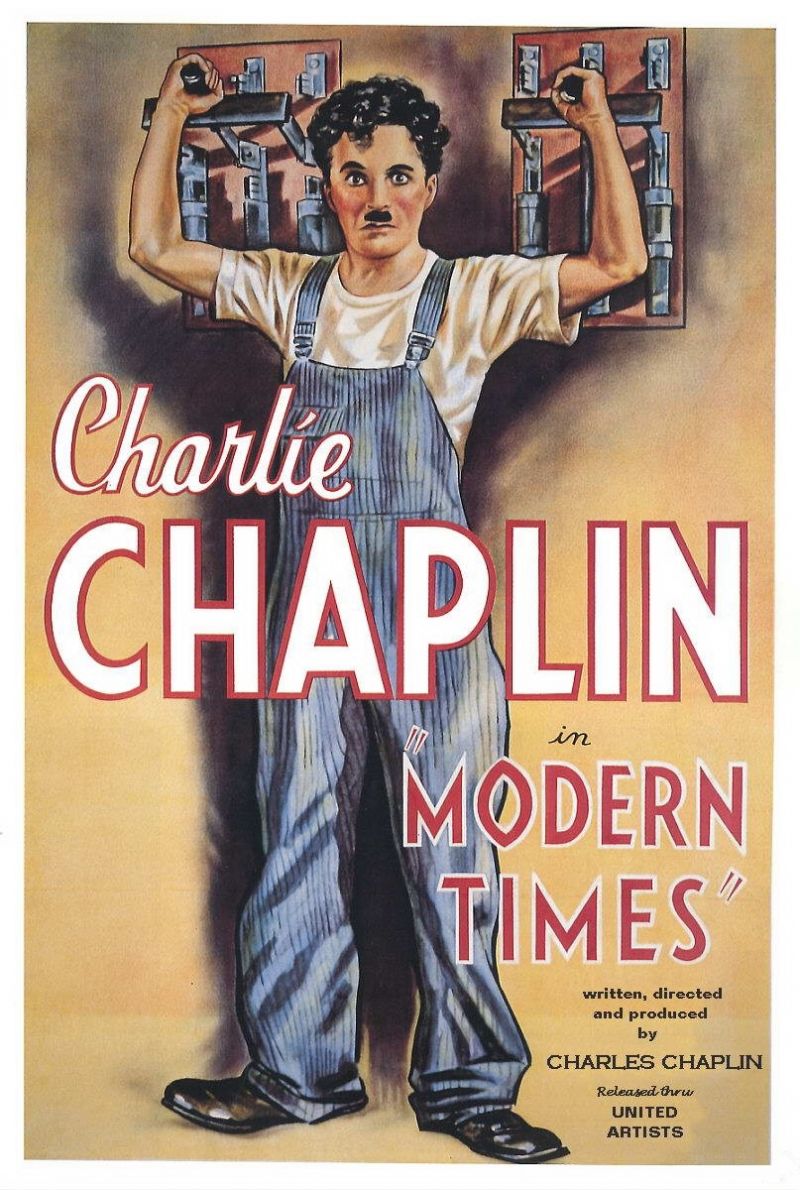 Charlie
CHAPLIN
in
"MODERN
TIMES"
written, directed
and produced
by
CHARLES CHAPLIN
Released thru
UNITED
ARTISTS